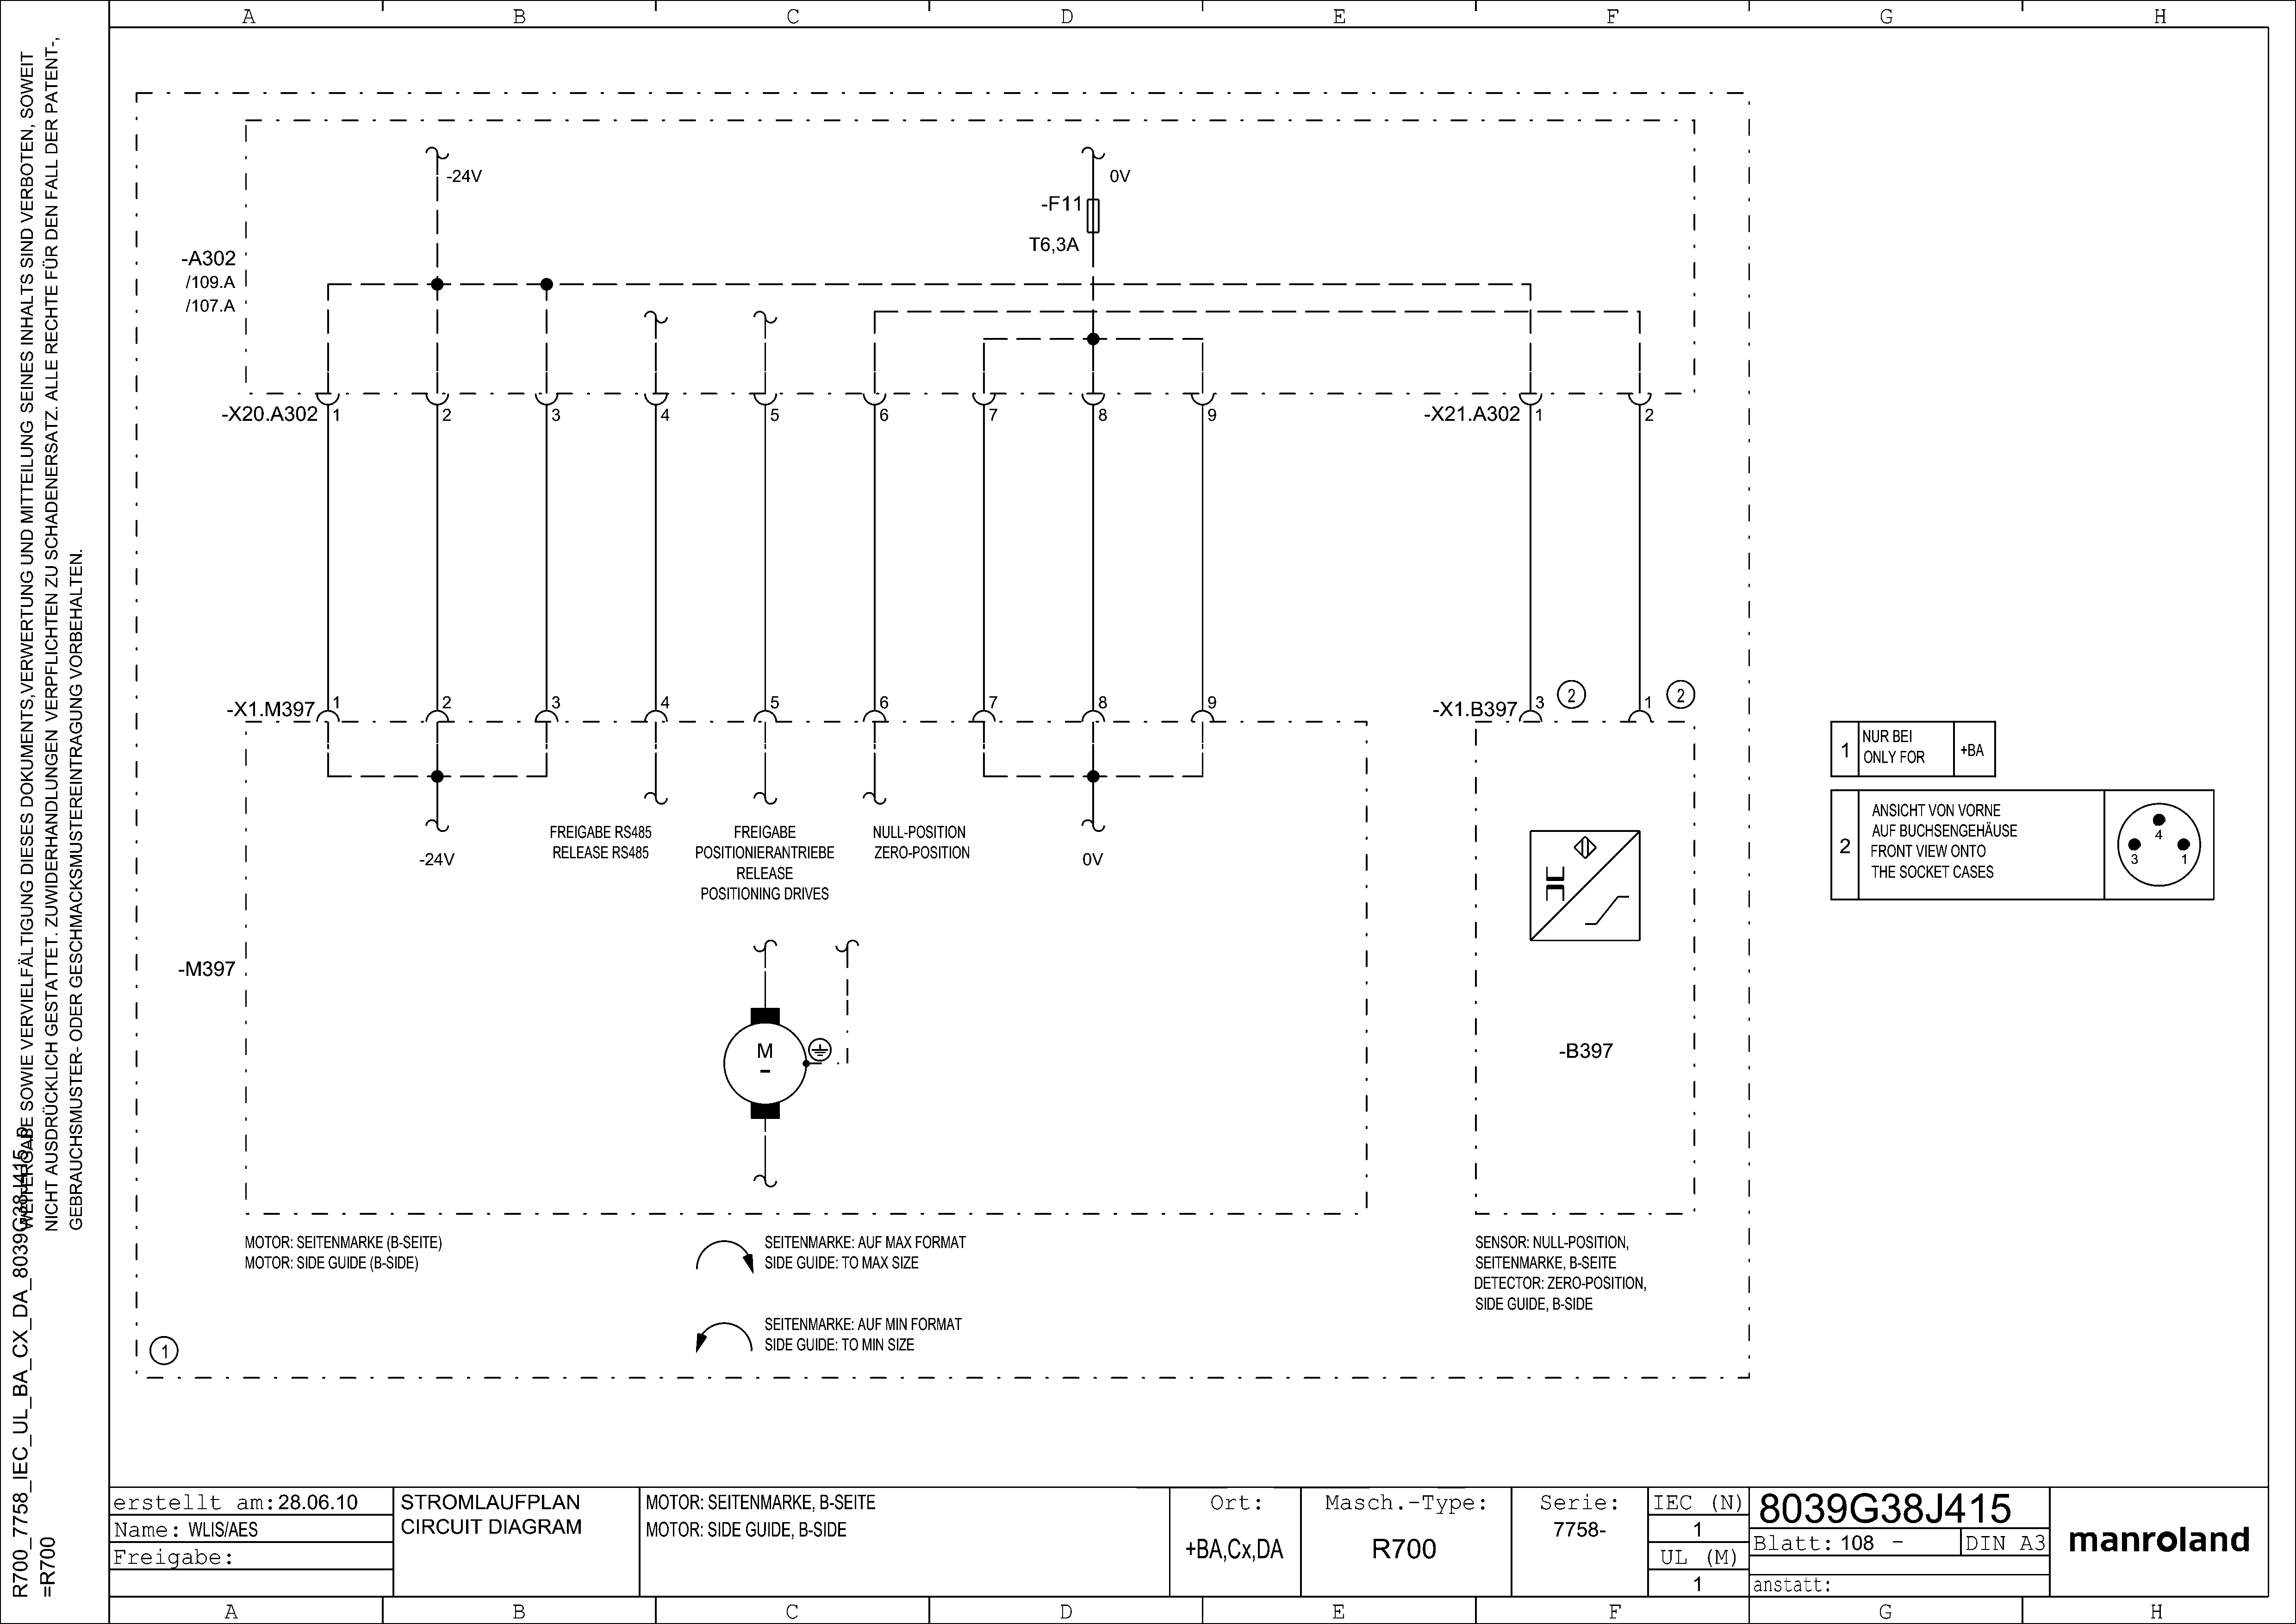 A B C D E F G H
WEITERGABE SOWIE VERVIELFÄLTIGUNG DIESES DOKUMENTS,VERWERTUNG UND MITTEILUNG SEINES INHALTS SIND VERBOTEN, SOWEIT
NICHT AUSDRÜCKLICH GESTATTET. ZUWIDERHANDLUNGEN VERPFLICHTEN ZU SCHADENERSATZ. ALLE RECHTE FÜR DEN FALL DER PATENT-,
GEBRAUCHSMUSTER- ODER GESCHMACKSMUSTEREINTRAGUNG VORBEHALTEN.
R700_7758_IEC_UL_BA_CX_DA_8039G38J415_p
=R700
-24V
0V
-F11
T6,3A
-A302
/109.A
/107.A
-X20.A302 1 2 3 4 5 6 7 8 9
-X21.A302 1 2
-X1.M397 1 2 3 4 5 6 7 8 9
-X1.B397 3 2 1 2
-24V
FREIGABE RS485
RELEASE RS485
FREIGABE
POSITIONIERANTRIEBE
RELEASE
POSITIONING DRIVES
NULL-POSITION
ZERO-POSITION
0V
1
NUR BEI
ONLY FOR
+BA
2
ANSICHT VON VORNE
AUF BUCHSENGEHÄUSE
FRONT VIEW ONTO
THE SOCKET CASES
4
3 1
-M397
M
-B397
MOTOR: SEITENMARKE (B-SEITE)
MOTOR: SIDE GUIDE (B-SIDE)
SEITENMARKE: AUF MAX FORMAT
SIDE GUIDE: TO MAX SIZE
SEITENMARKE: AUF MIN FORMAT
SIDE GUIDE: TO MIN SIZE
SENSOR: NULL-POSITION,
SEITENMARKE, B-SEITE
DETECTOR: ZERO-POSITION,
SIDE GUIDE, B-SIDE
1
erstellt am: 28.06.10
Name: WLIS/AES
Freigabe:
STROMLAUFPLAN
CIRCUIT DIAGRAM
MOTOR: SEITENMARKE, B-SEITE
MOTOR: SIDE GUIDE, B-SIDE
Ort:
+BA,Cx,DA
Masch.-Type:
R700
Serie:
7758-
IEC (N)
1
UL (M)
1
8039G38J415
Blatt: 108 -
DIN A3
anstatt:
manroland
A B C D E F G H